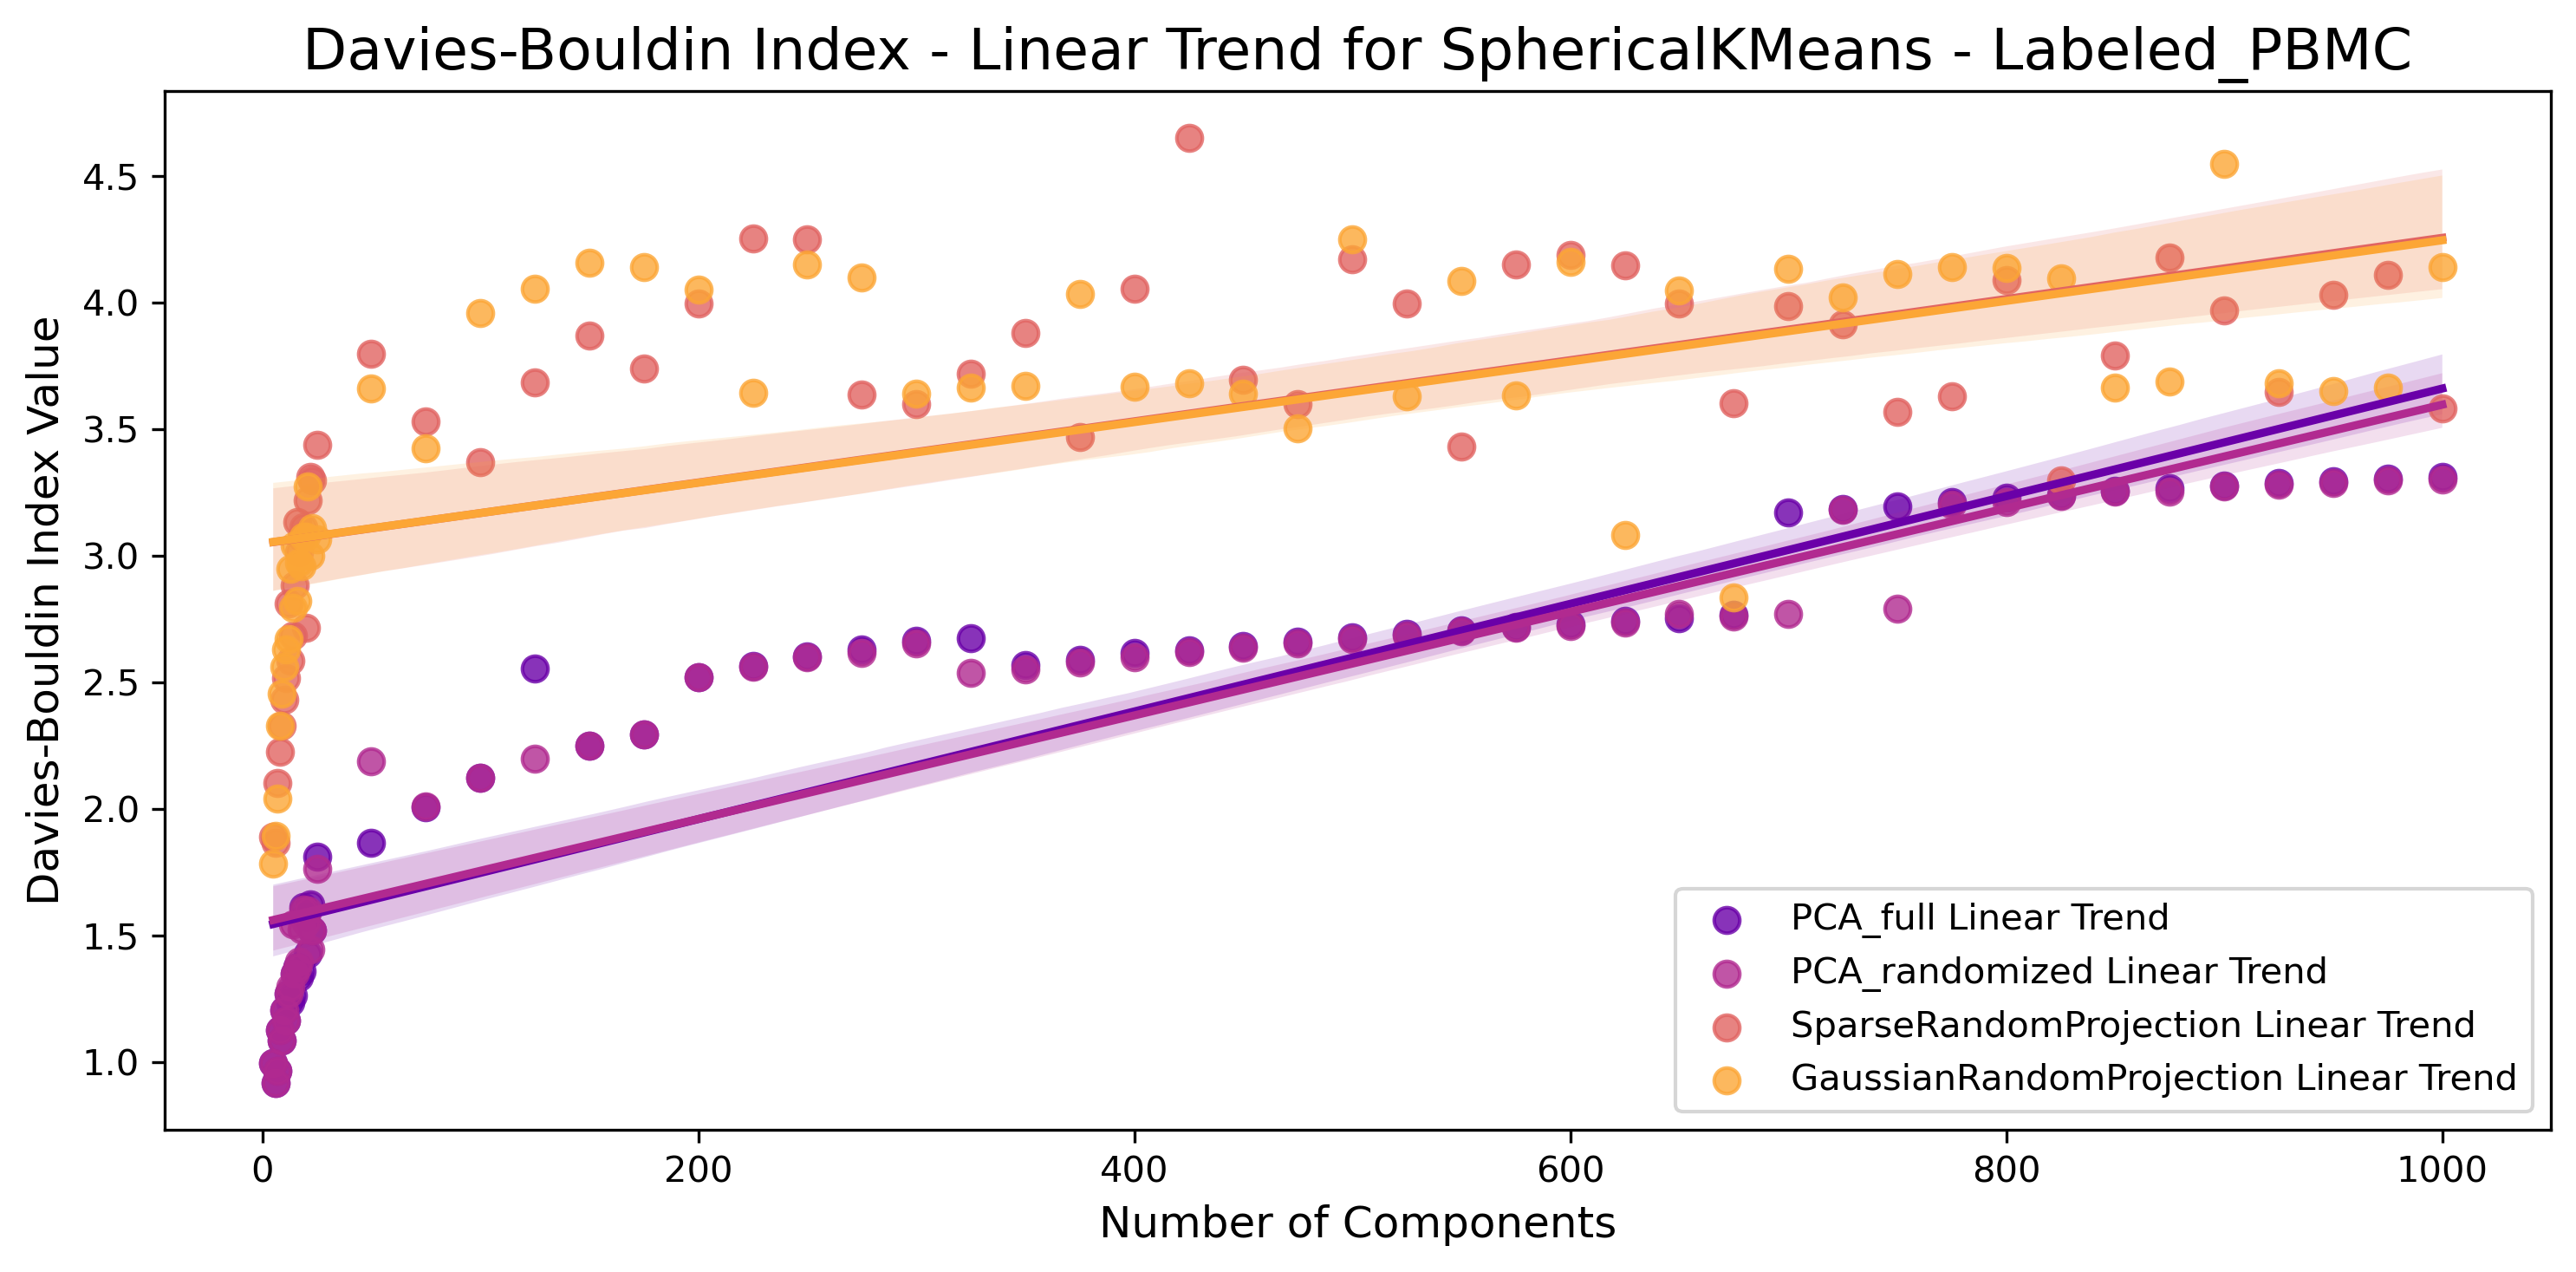 Davies-Bouldin Index - Linear Trend for SphericalKMeans - Labeled_PBMC
Davies-Bouldin Index Value
4.5
4.0
3.5
3.0
2.5
2.0
1.5
1.0
PCA_full Linear Trend
PCA_randomized Linear Trend
SparseRandomProjection Linear Trend
GaussianRandomProjection Linear Trend
0 200 400 600 800 1000
Number of Components